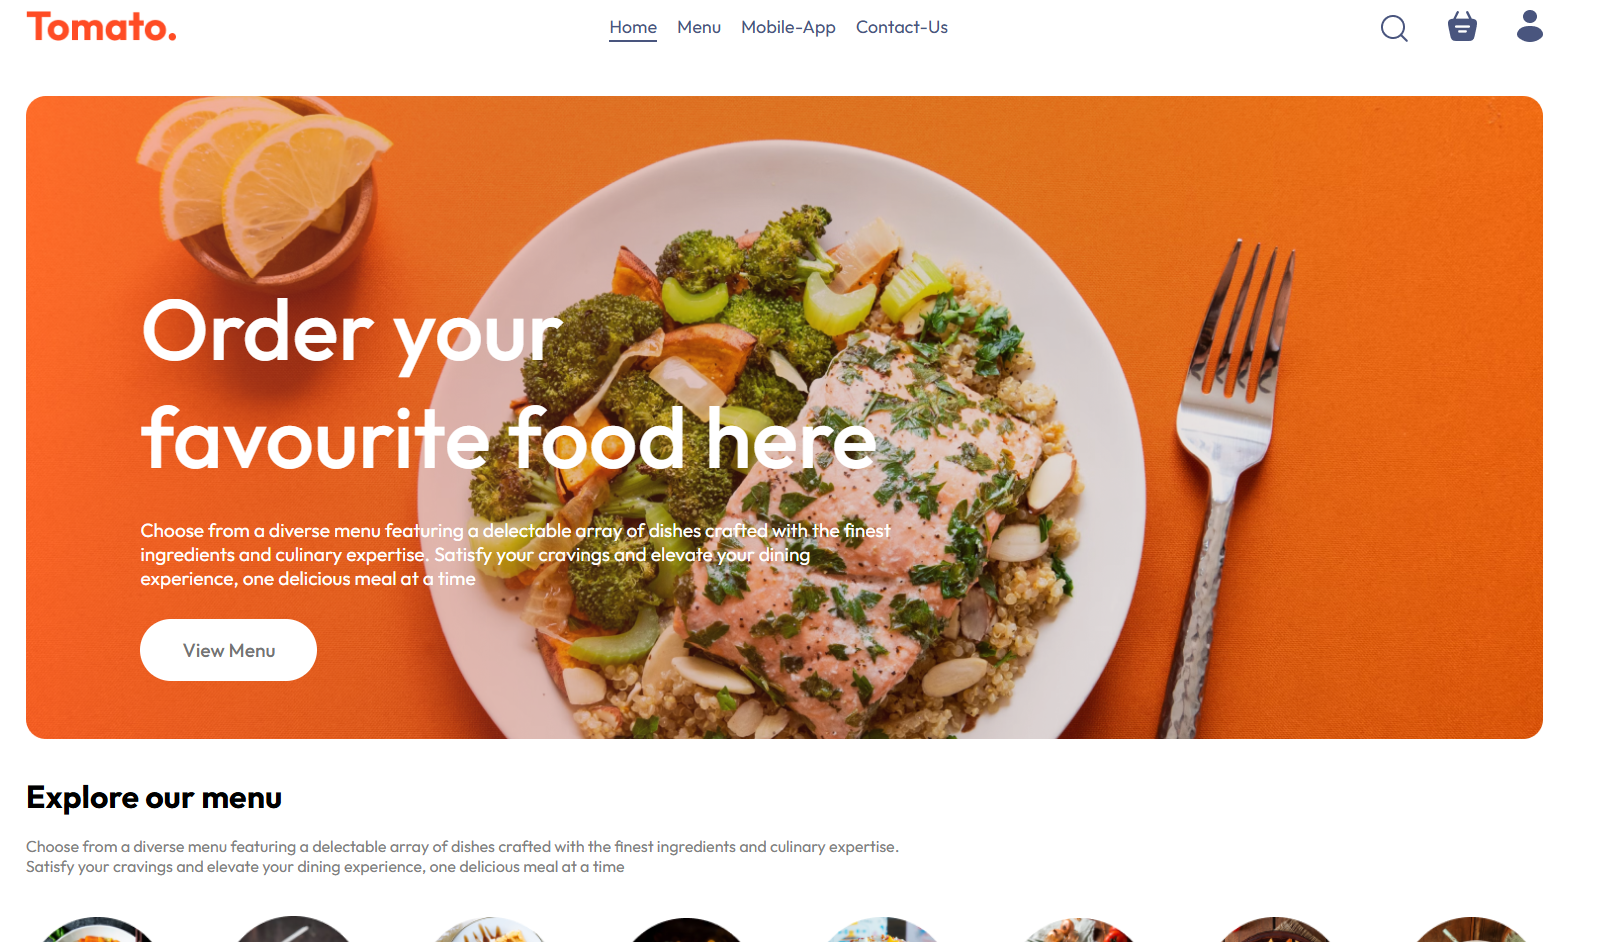 Tomato.
Home Menu Mobile-App Contact-Us
Order your
favourite food here
Choose from a diverse menu featuring a delectable array of dishes crafted with the finest
ingredients and culinary expertise. Satisfy your cravings and elevate your dining
experience, one delicious meal at a time
View Menu
Explore our menu
Choose from a diverse menu featuring a delectable array of dishes crafted with the finest ingredients and culinary expertise.
Satisfy your cravings and elevate your dining experience, one delicious meal at a time